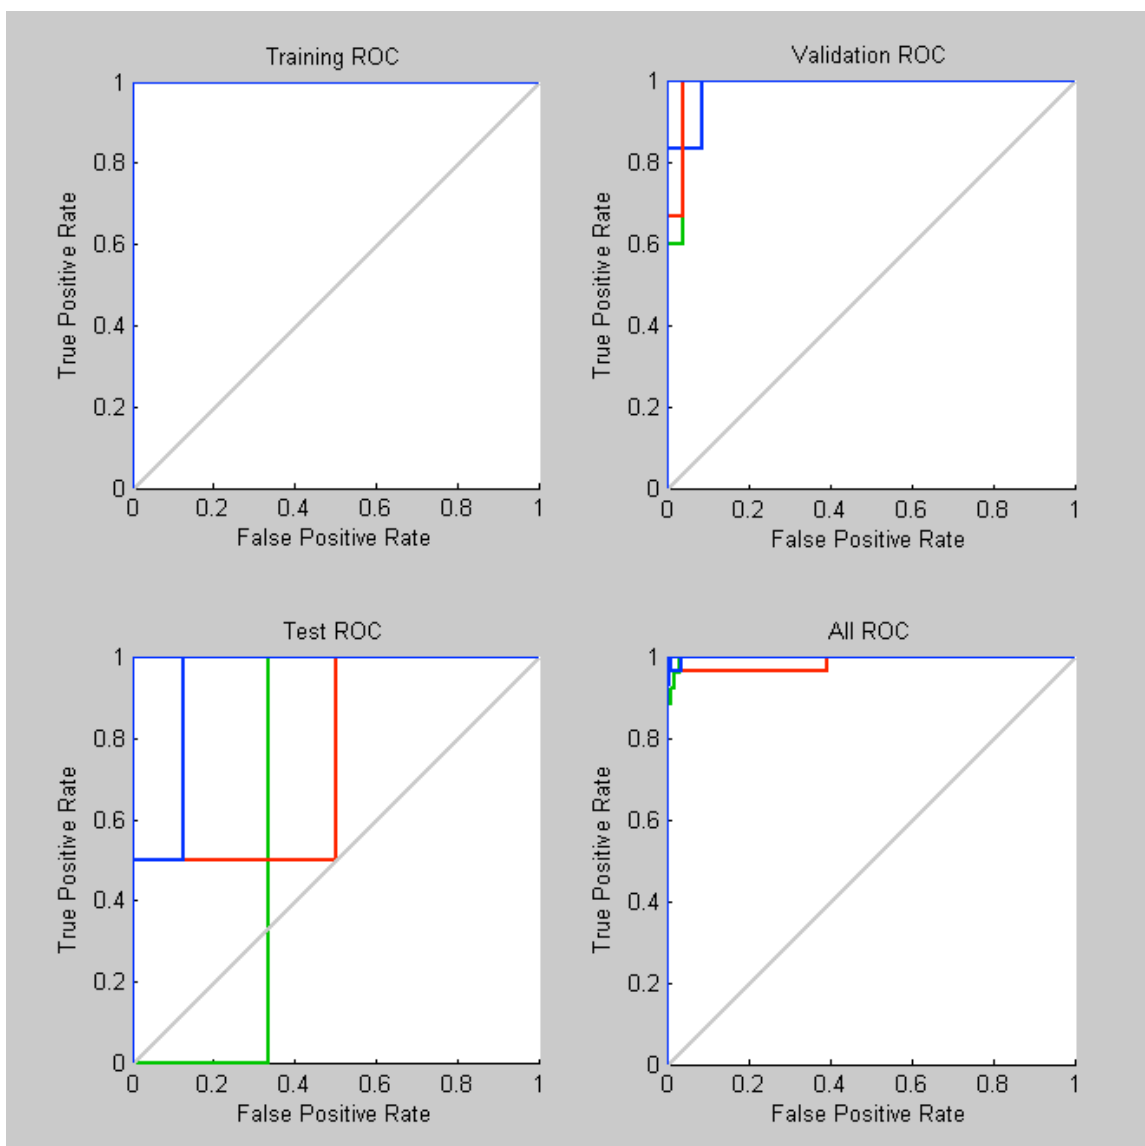 Training ROC
1
0.8
0.6
0.4
0.2
0
True Positive Rate
0 0.2 0.4 0.6 0.8 1
False Positive Rate
Validation ROC
1
0.8
0.6
0.4
0.2
0
True Positive Rate
0 0.2 0.4 0.6 0.8 1
False Positive Rate
Test ROC
1
0.8
0.6
0.4
0.2
0
True Positive Rate
0 0.2 0.4 0.6 0.8 1
False Positive Rate
All ROC
1
0.8
0.6
0.4
0.2
0
True Positive Rate
0 0.2 0.4 0.6 0.8 1
False Positive Rate